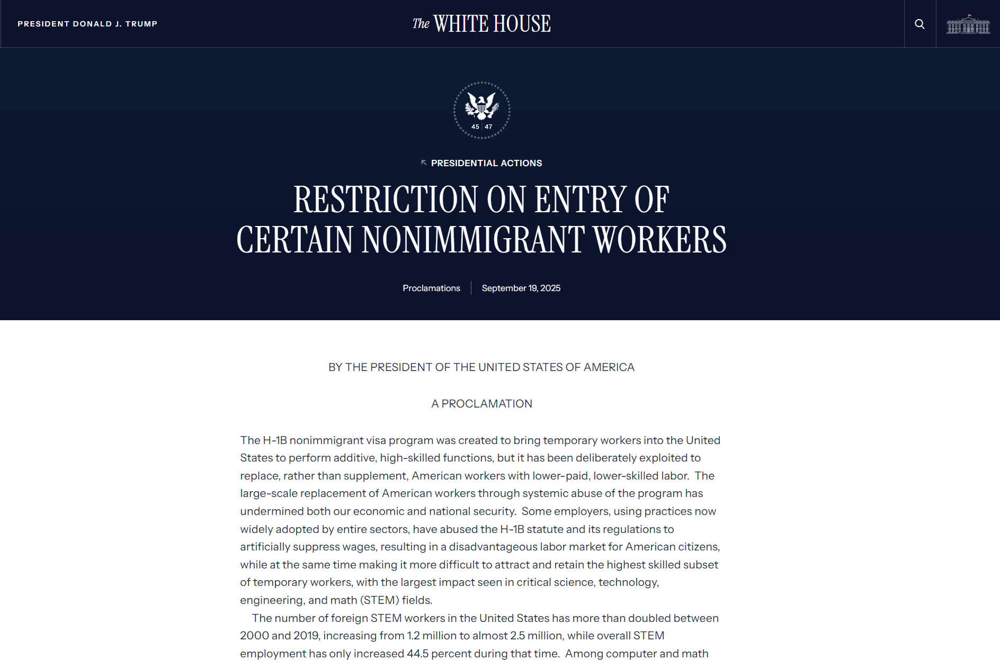 PRESIDENT DONALD J. TRUMP
The WHITE HOUSE
45 47
PRESIDENTIAL ACTIONS
RESTRICTION ON ENTRY OF
CERTAIN NONIMMIGRANT WORKERS
Proclamations
September 19, 2025
BY THE PRESIDENT OF THE UNITED STATES OF AMERICA
A PROCLAMATION
The H-1B nonimmigrant visa program was created to bring temporary workers into the United
States to perform additive, high-skilled functions, but it has been deliberately exploited to
replace, rather than supplement, American workers with lower-paid, lower-skilled labor.  The
large-scale replacement of American workers through systemic abuse of the program has
undermined both our economic and national security.  Some employers, using practices now
widely adopted by entire sectors, have abused the H-1B statute and its regulations to
artificially suppress wages, resulting in a disadvantageous labor market for American citizens,
while at the same time making it more difficult to attract and retain the highest skilled subset
of temporary workers, with the largest impact seen in critical science, technology,
engineering, and math (STEM) fields.
The number of foreign STEM workers in the United States has more than doubled between
2000 and 2019, increasing from 1.2 million to almost 2.5 million, while overall STEM
employment has only increased 44.5 percent during that time.  Among computer and math